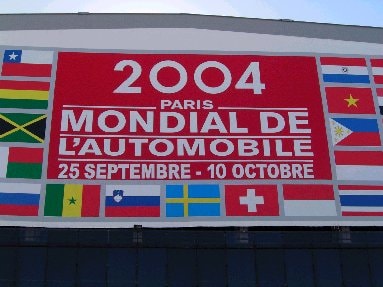 2004
PARIS
MONDIAL DE
L'AUTOMOBILE
25 SEPTEMBRE - 10 OCTOBRE